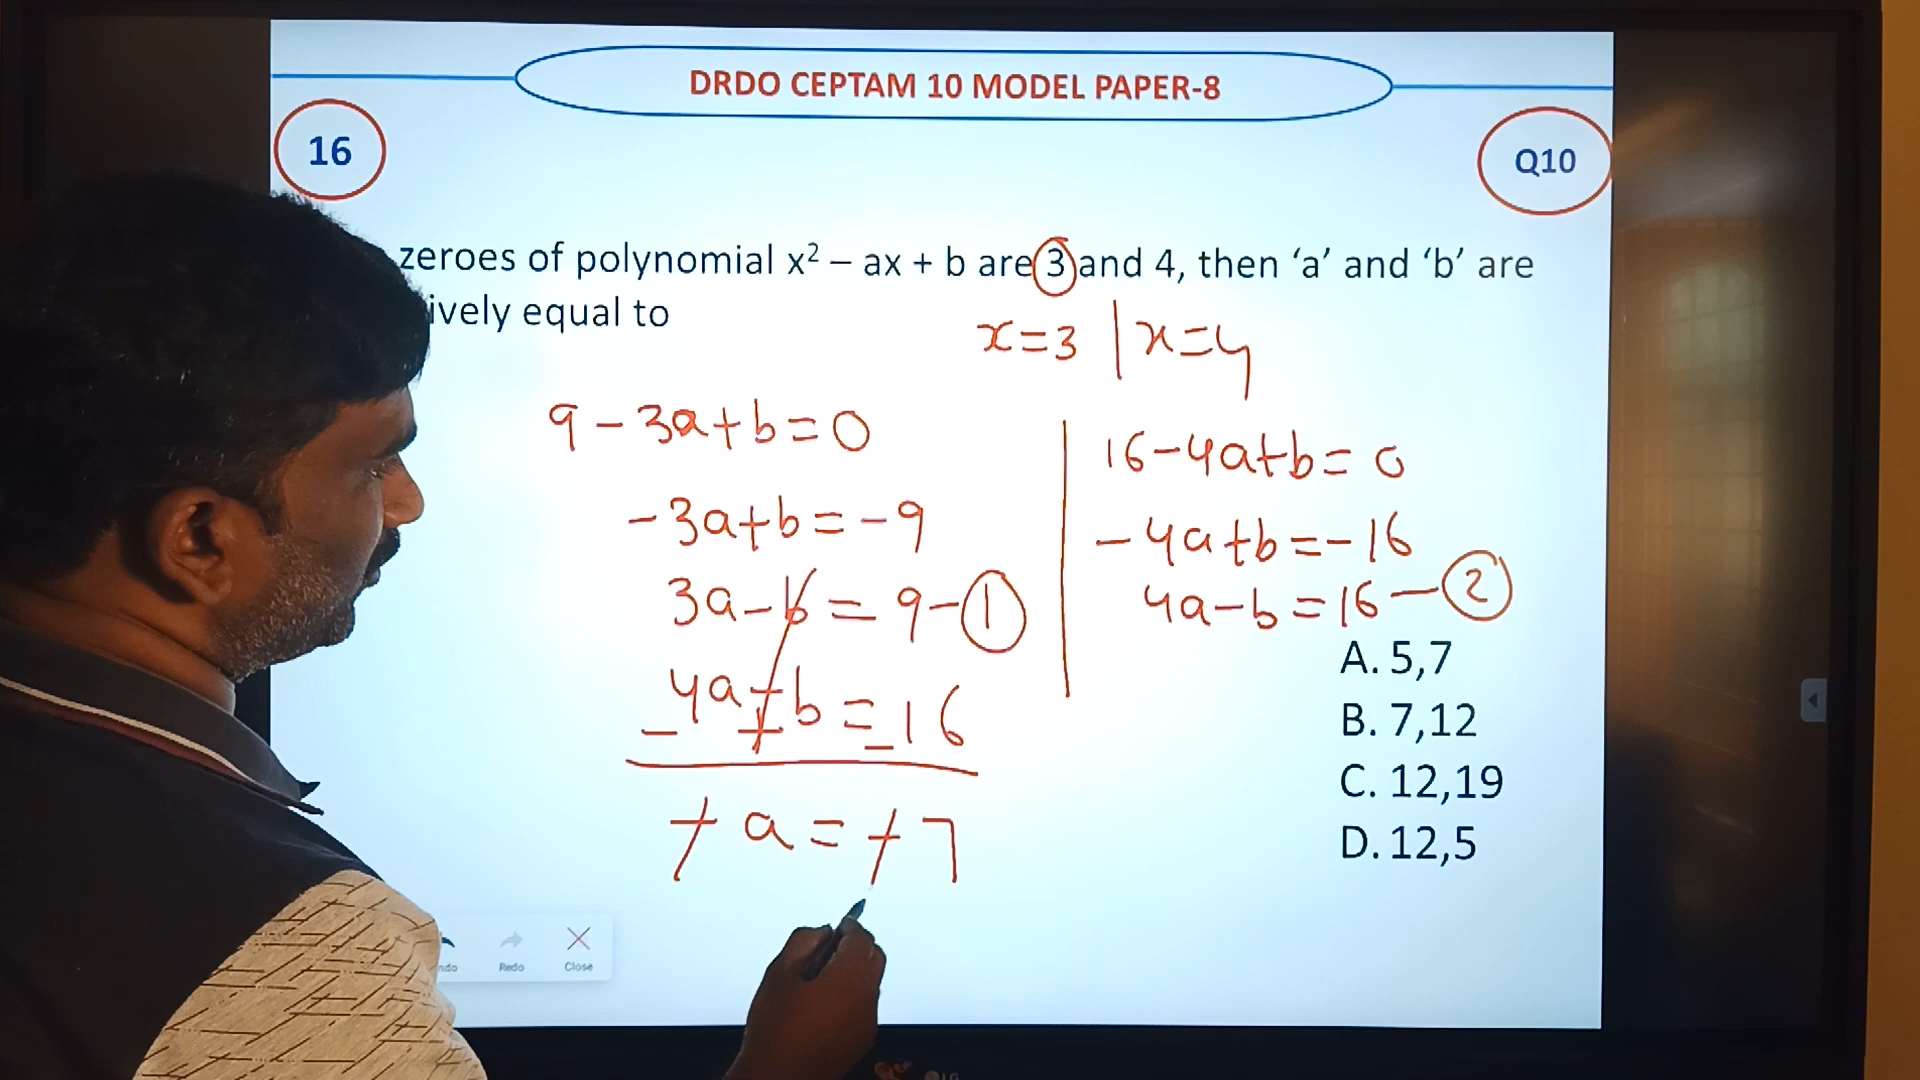 DRDO CEPTAM 10 MODEL PAPER-8
16
Q10
zeroes of polynomial x² – ax + b are 3 and 4, then ‘a’ and ‘b’ are
ively equal to
x=3 | x=4
9-3a+b=0
16-4a+b=0
-3a+b=-9
-4a+b=-16
3a-b=9-①
4a-b=16-②
4a+b=16
- + -
+a=+7
A. 5,7
B. 7,12
C. 12,19
D. 12,5
ndo Redo Close